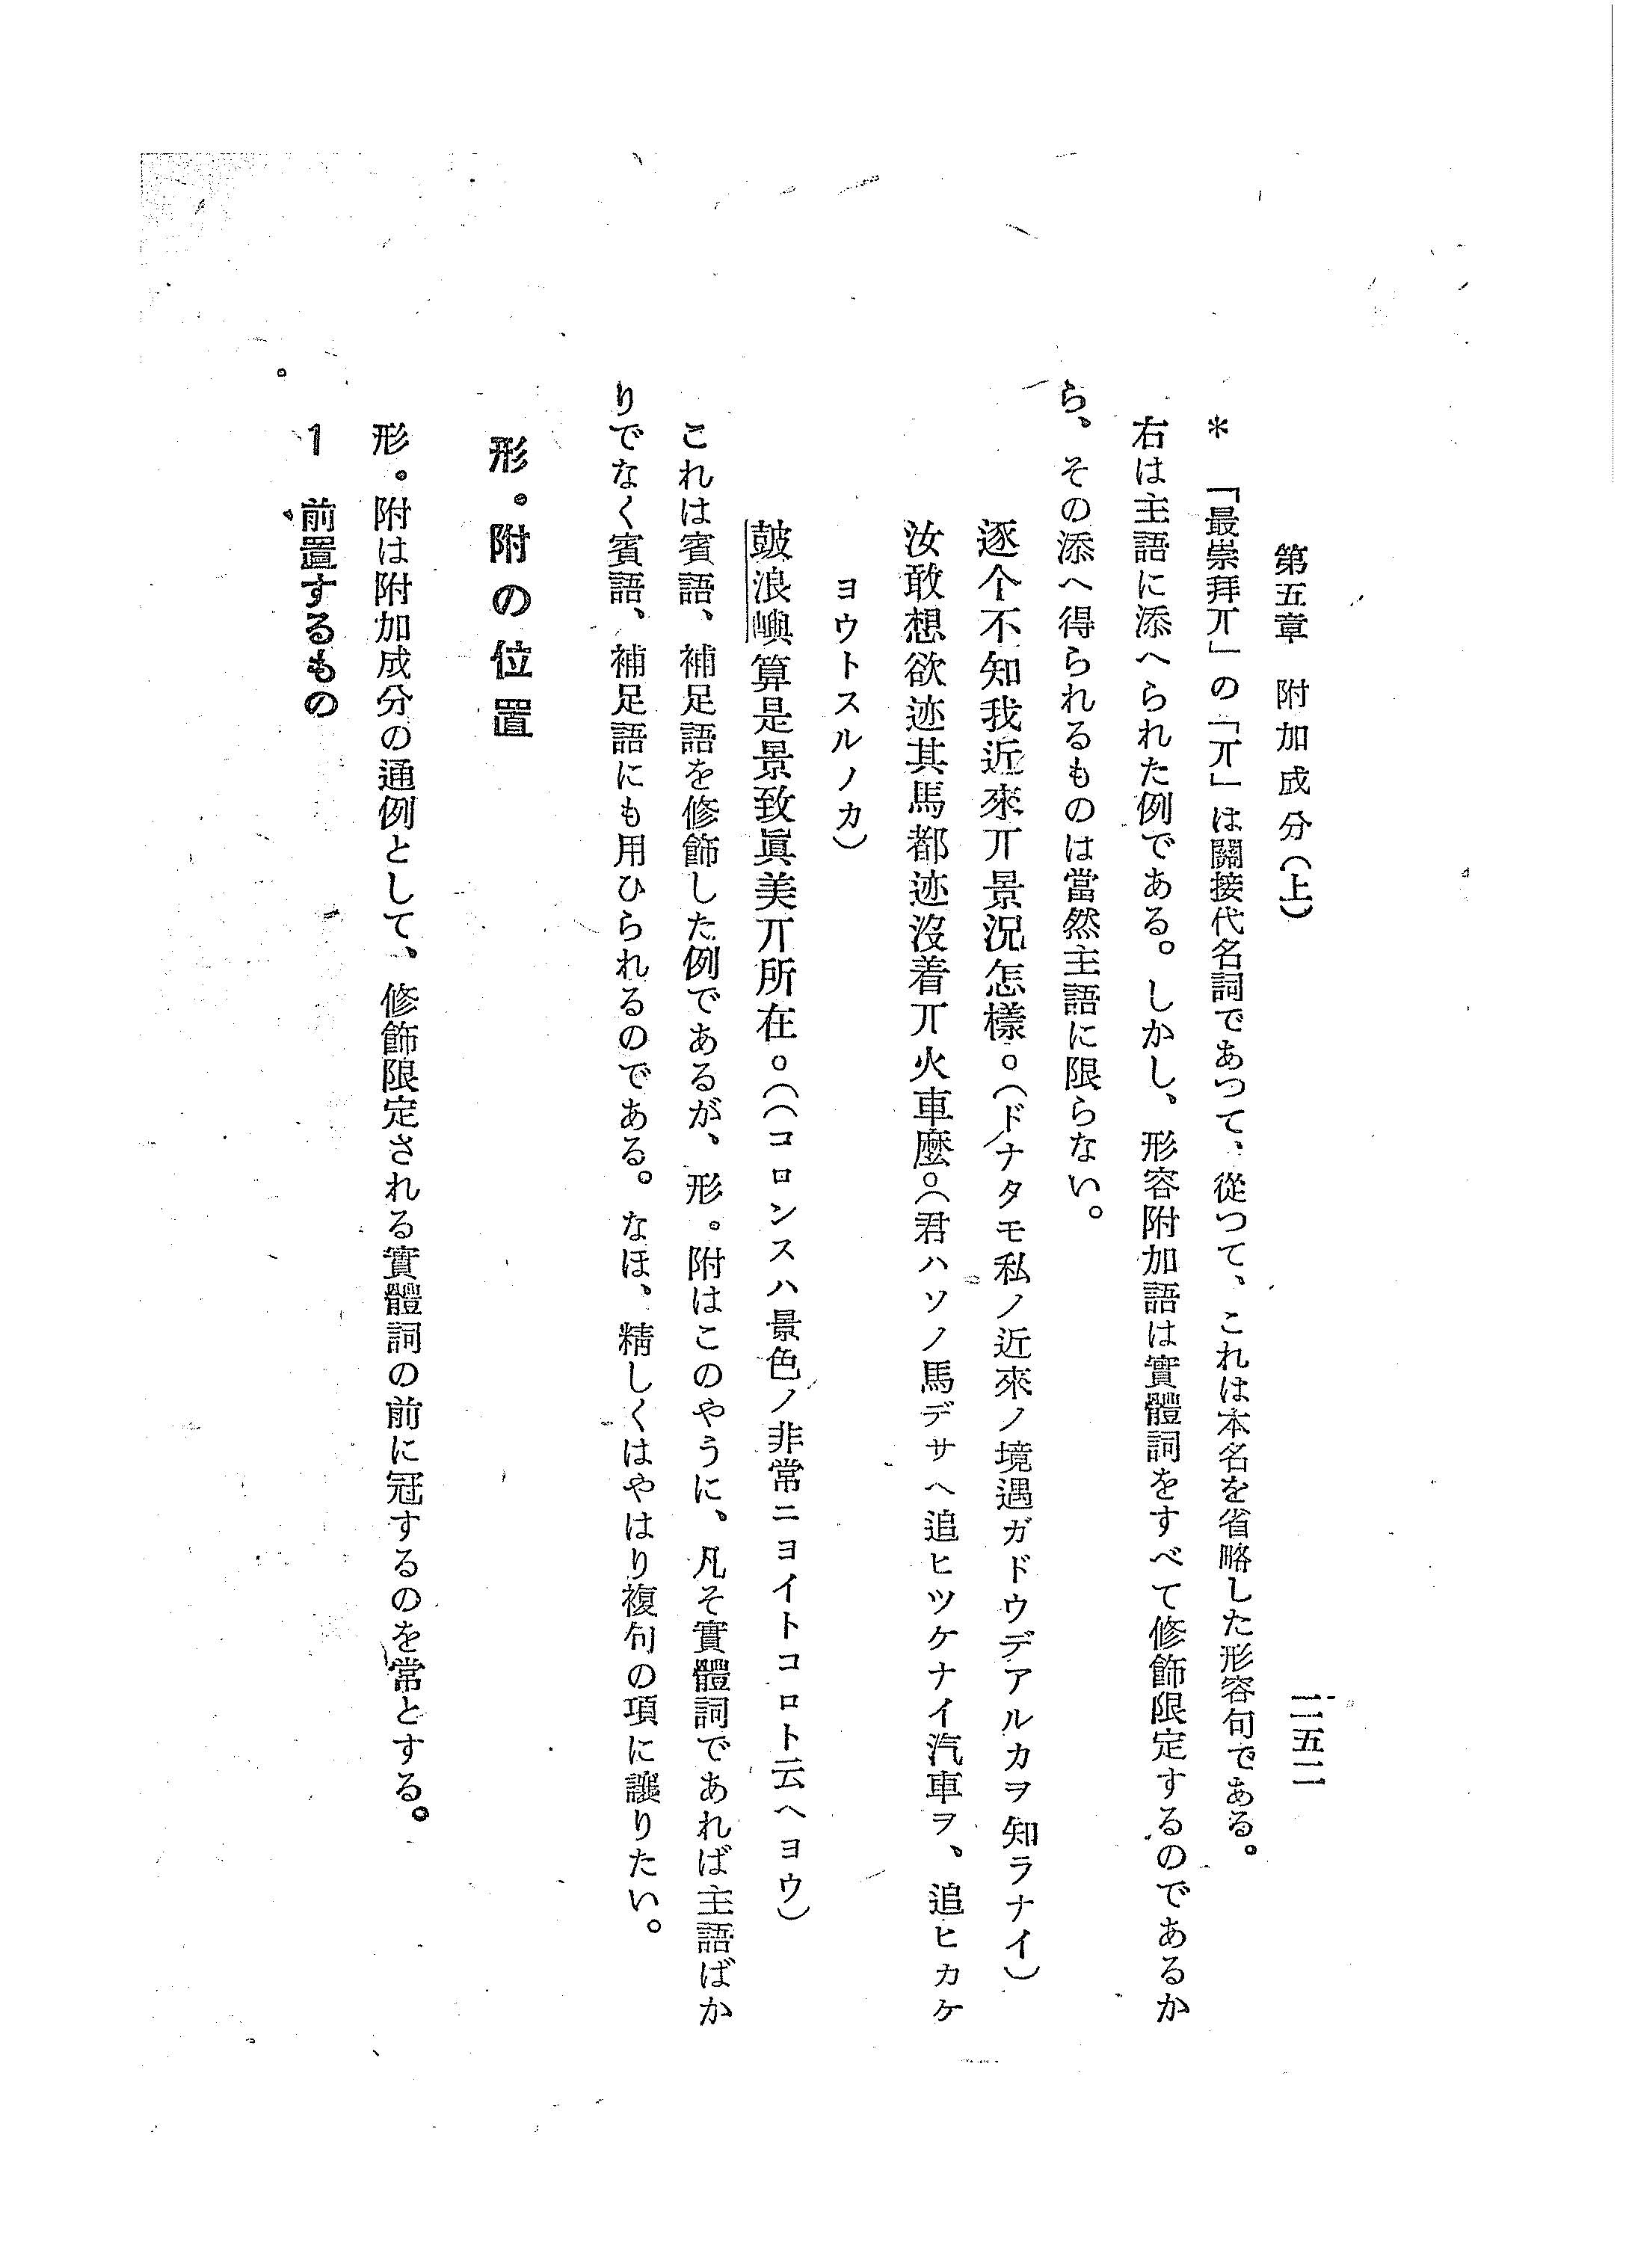 第五章 附加成分(上)
二五二
＊ 「最崇拜丌」の「丌」は關接代名詞であつて、從つて、これは本名を省略した形容句である。
右は主語に添へられた例である。しかし、形容附加語は實體詞をすべて修飾限定するのであるか
ら、その添へ得られるものは當然主語に限らない。
逐个不知我近來丌景況怎樣。(ドナタモ私ノ近來ノ境遇ガドウデアルカヲ知ラナイ)
汝敢想欲迹其馬都迹沒着丌火車麼。(君ハソノ馬デサヘ追ヒツケナイ汽車ヲ、追ヒカケ
ヨウトスルノカ)
皷浪嶼算是景致眞美丌所在。((コロンスハ景色ノ非常ニヨイトコロト云ヘヨウ)
これは賓語、補足語を修飾した例であるが、形。附はこのやうに、凡そ實體詞であれば主語ばか
りでなく賓語、補足語にも用ひられるのである。なほ、精しくはやはり複句の項に讓りたい。
形。附の位置
形。附は附加成分の通例として、修飾限定される實體詞の前に冠するのを常とする。
1 前置するもの